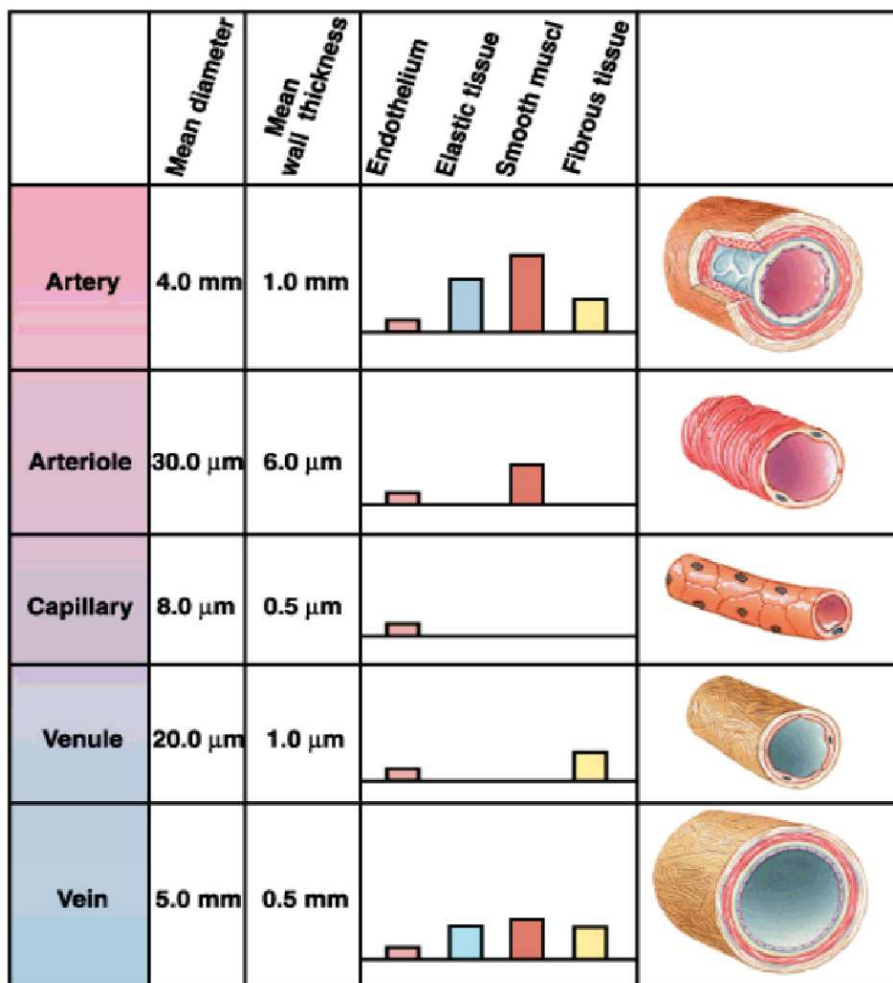 Mean diameter
Mean
wall thickness
Endothelium
Elastic tissue
Smooth muscl
Fibrous tissue
Artery 4.0 mm 1.0 mm
Arteriole 30.0 μm 6.0 μm
Capillary 8.0 μm 0.5 μm
Venule 20.0 μm 1.0 μm
Vein 5.0 mm 0.5 mm